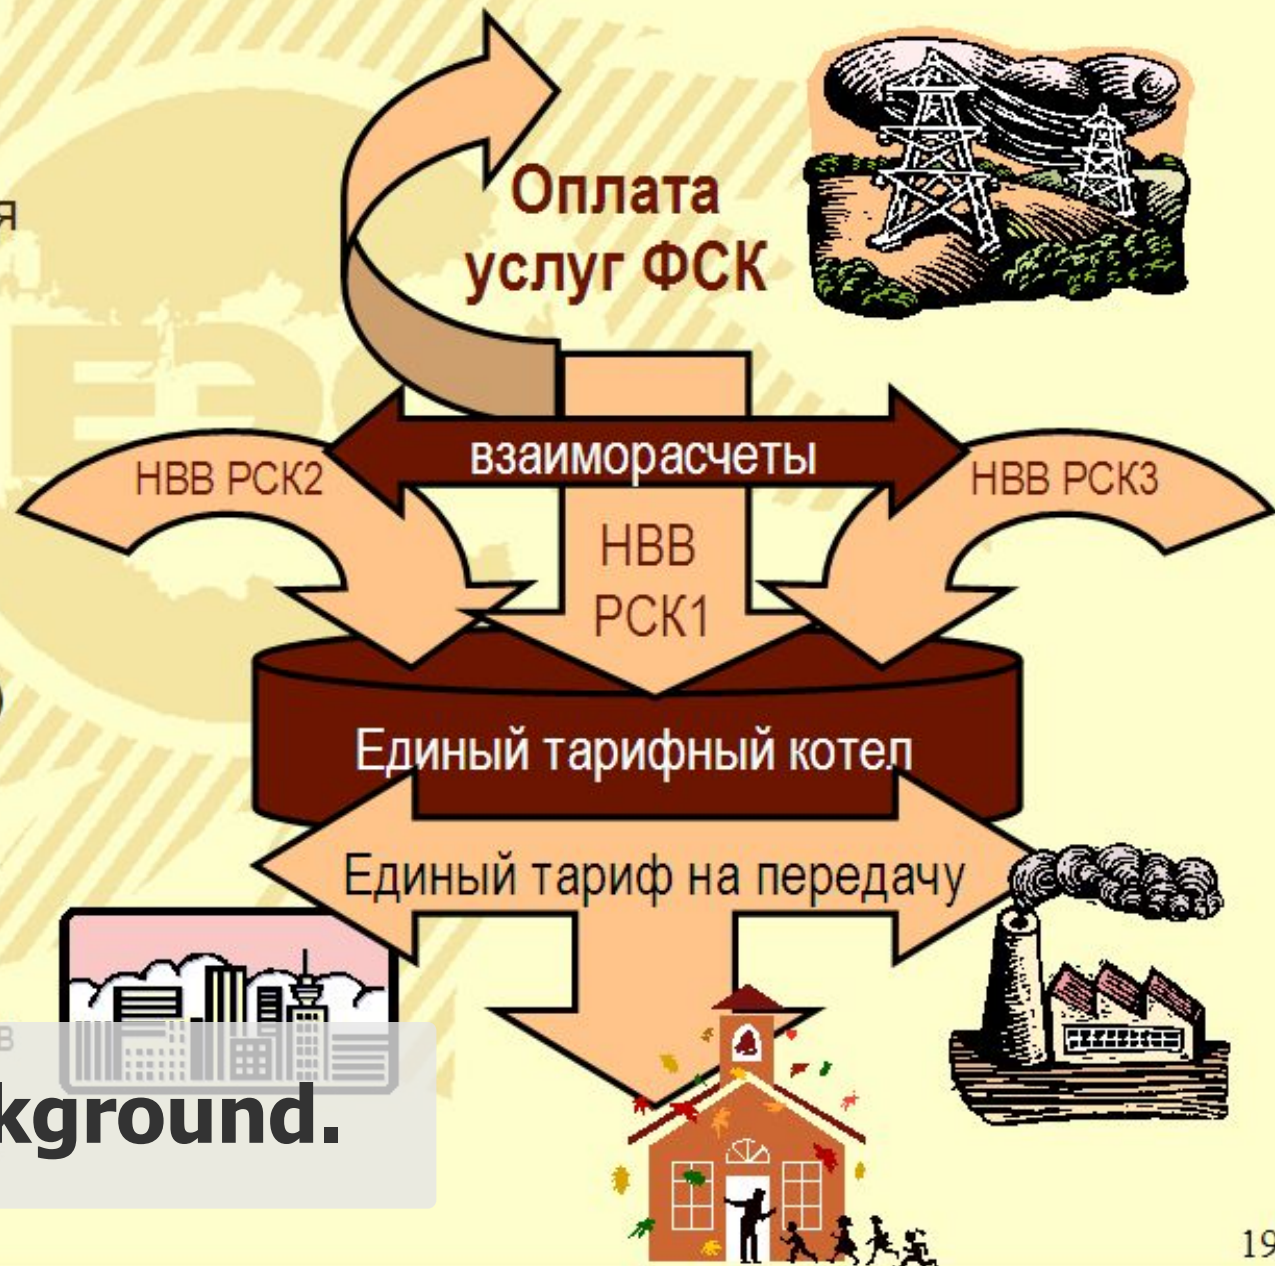 я
Оплата
услуг ФСК
ЕЭС
взаиморасчеты
НВВ РСК2
НВВ РСК3
НВВ
РСК1
)
Единый тарифный котел
Единый тариф на передачу
в
kground.
19